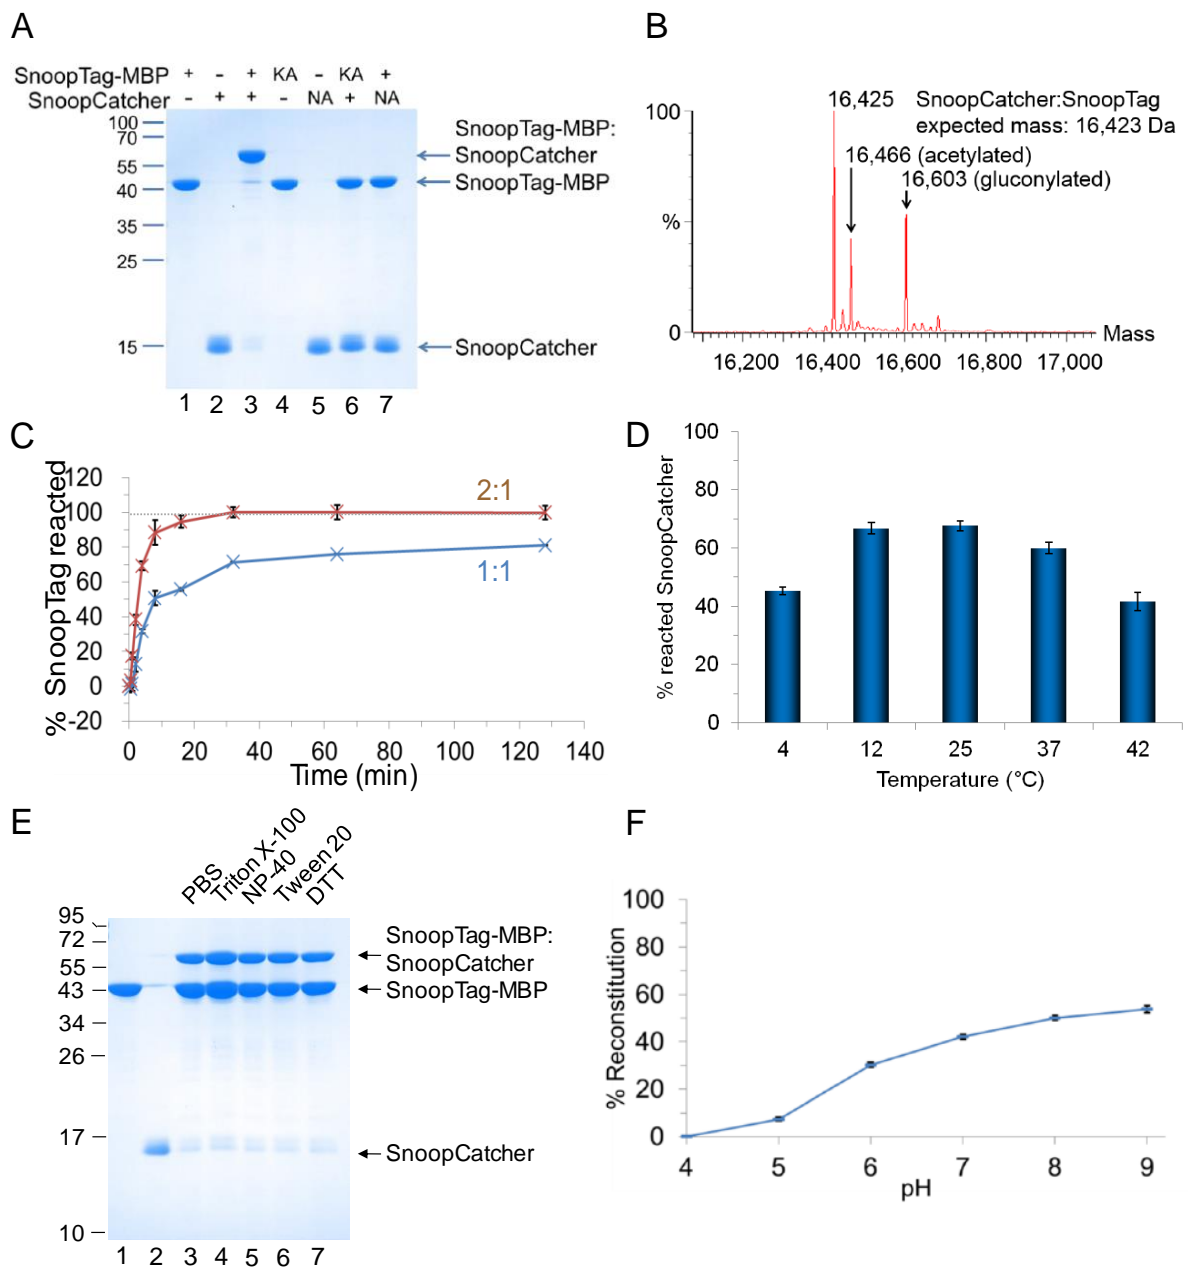 A
SnoopTag-MBP + - + KA - KA +
SnoopCatcher - + + - NA + NA
100
70
55
40
35
25
15
SnoopTag-MBP:
SnoopCatcher
SnoopTag-MBP
SnoopCatcher
1 2 3 4 5 6 7
B
100
%
0
16,425
SnoopCatcher:SnoopTag
expected mass: 16,423 Da
16,466 (acetylated)
16,603 (gluconylated)
Mass
16,200 16,400 16,600 16,800 17,000
C
% SnoopTag reacted
120
100
80
60
40
20
0
-20
2:1
1:1
0 20 40 60 80 100 120 140
Time (min)
D
% reacted SnoopCatcher
100
80
60
40
20
0
4 12 25 37 42
Temperature (°C)
E
PBS
Triton X-100
NP-40
Tween 20
DTT
95
72
55
43
34
26
17
10
SnoopTag-MBP:
SnoopCatcher
SnoopTag-MBP
SnoopCatcher
1 2 3 4 5 6 7
F
% Reconstitution
100
80
60
40
20
0
4 5 6 7 8 9
pH